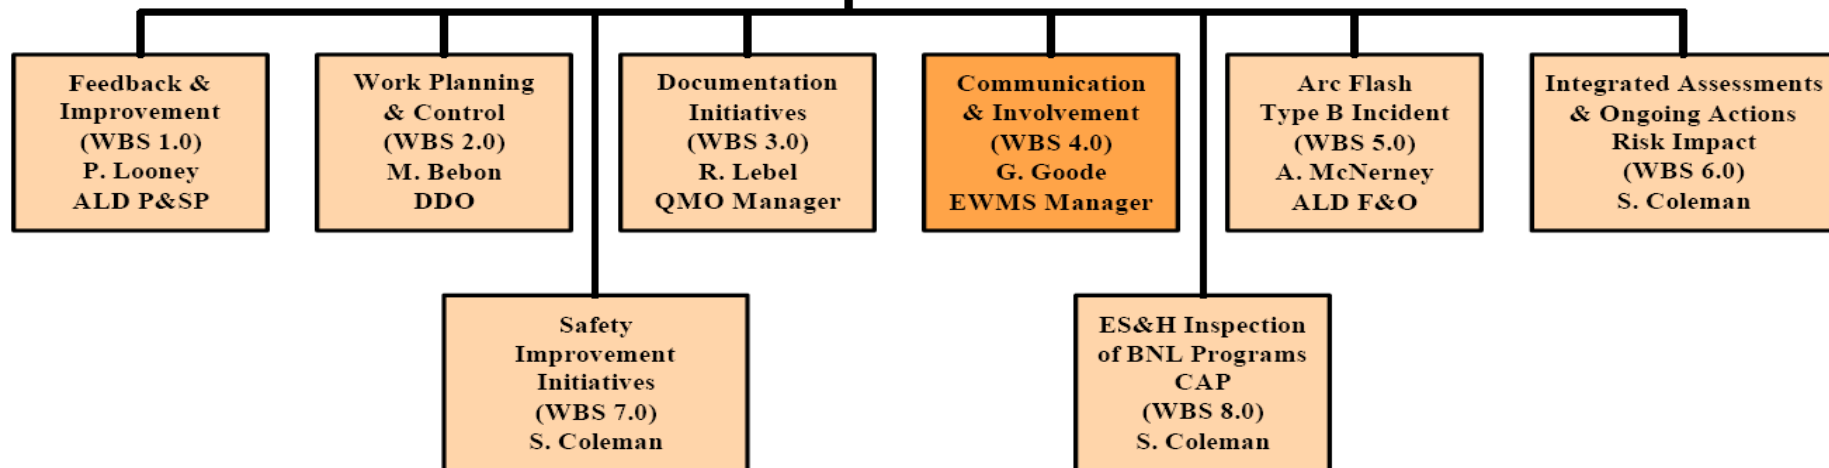 Feedback &
Improvement
(WBS 1.0)
P. Looney
ALD P&SP
Work Planning
& Control
(WBS 2.0)
M. Bebon
DDO
Documentation
Initiatives
(WBS 3.0)
R. Lebel
QMO Manager
Communication
& Involvement
(WBS 4.0)
G. Goode
EWMS Manager
Arc Flash
Type B Incident
(WBS 5.0)
A. McNerney
ALD F&O
Integrated Assessments
& Ongoing Actions
Risk Impact
(WBS 6.0)
S. Coleman
Safety
Improvement
Initiatives
(WBS 7.0)
S. Coleman
ES&H Inspection
of BNL Programs
CAP
(WBS 8.0)
S. Coleman